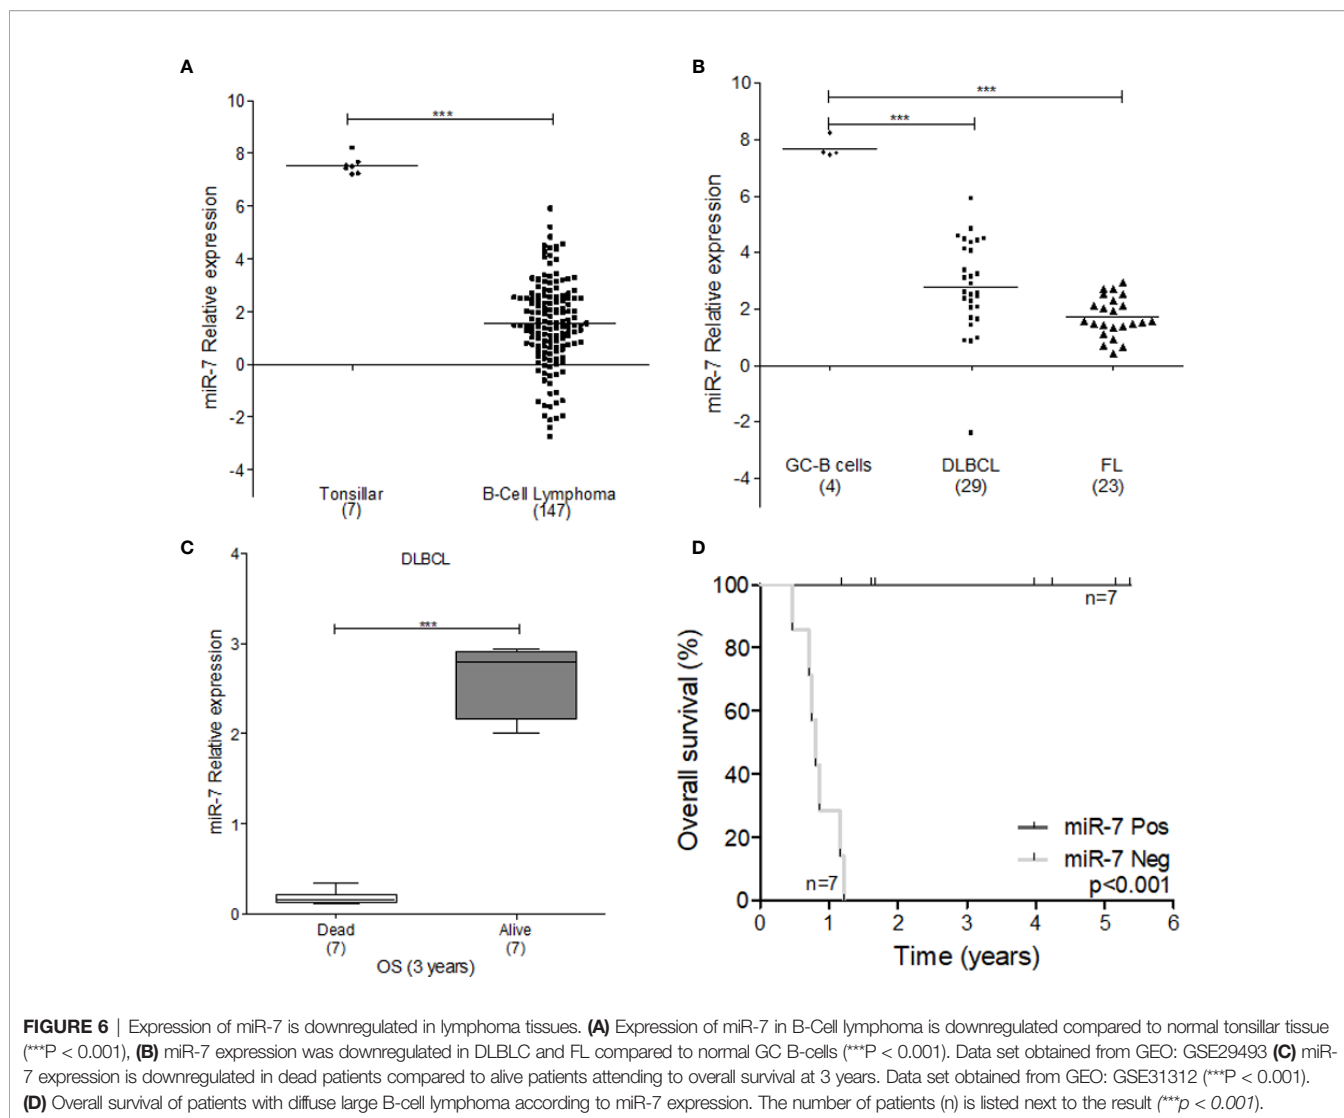 A
10
8
6
4
2
0
-2
-4
miR-7 Relative expression
***
Tonsillar
(7)
B-Cell Lymphoma
(147)
B
10
8
6
4
2
0
-2
-4
miR-7 Relative expression
***
***
GC-B cells
(4)
DLBCL
(29)
FL
(23)
C
DLBCL
4
3
2
1
0
miR-7 Relative expression
***
Dead
(7)
Alive
(7)
OS (3 years)
D
100
80
60
40
20
0
Overall survival (%)
n=7
miR-7 Pos
miR-7 Neg
p<0.001
n=7
0 1 2 3 4 5 6
Time (years)
FIGURE 6 | Expression of miR-7 is downregulated in lymphoma tissues. (A) Expression of miR-7 in B-Cell lymphoma is downregulated compared to normal tonsillar tissue
(***P < 0.001), (B) miR-7 expression was downregulated in DLBLC and FL compared to normal GC B-cells (***P < 0.001). Data set obtained from GEO: GSE29493 (C) miR-
7 expression is downregulated in dead patients compared to alive patients attending to overall survival at 3 years. Data set obtained from GEO: GSE31312 (***P < 0.001).
(D) Overall survival of patients with diffuse large B-cell lymphoma according to miR-7 expression. The number of patients (n) is listed next to the result (***p < 0.001).